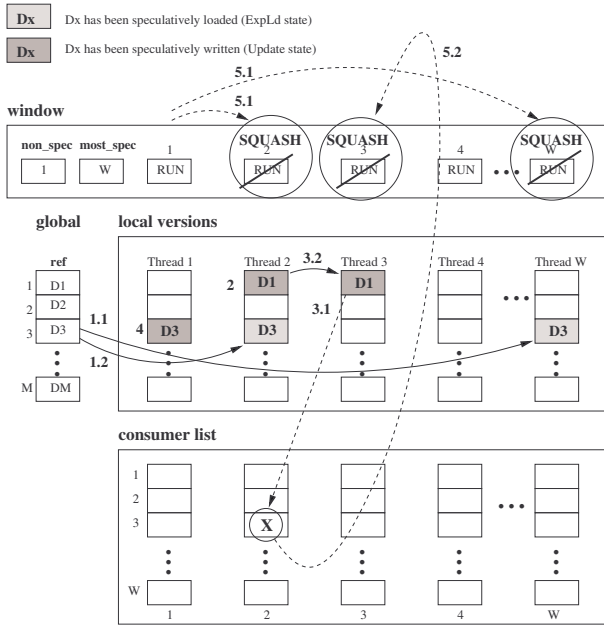 Dx Dx has been speculatively loaded (ExpLd state)
Dx Dx has been speculatively written (Update state)
5.2
5.1
5.1
window
SQUASH SQUASH SQUASH
non_spec most_spec 1 2 3 4 W
1 W RUN RUN RUN RUN • • • RUN
global local versions
ref Thread 1 Thread 2 Thread 3 Thread 4 Thread W
3.2
1 D1 2 D1 D1
2 D2 • • •
1.1 3.1
3 D3 4 D3 D3 D3
1.2
M DM
consumer list
1
2 • • •
3 X
W
1 2 3 4 W